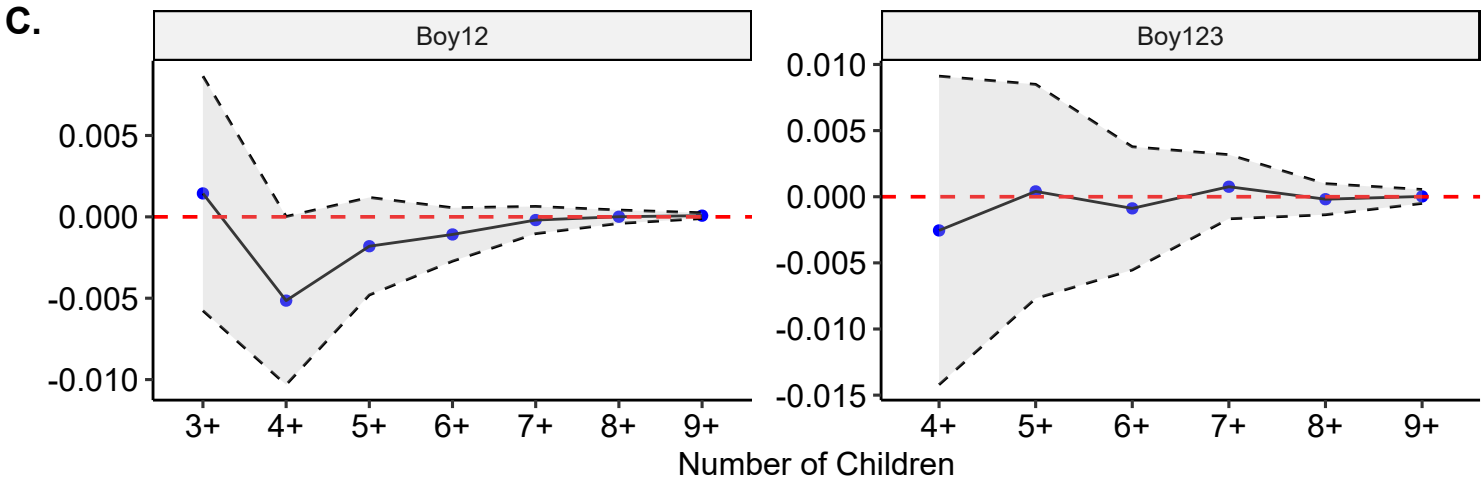 C.
Boy12
0.005
0.000
-0.005
-0.010
3+ 4+ 5+ 6+ 7+ 8+ 9+
Boy123
0.010
0.005
0.000
-0.005
-0.010
-0.015
4+ 5+ 6+ 7+ 8+ 9+
Number of Children